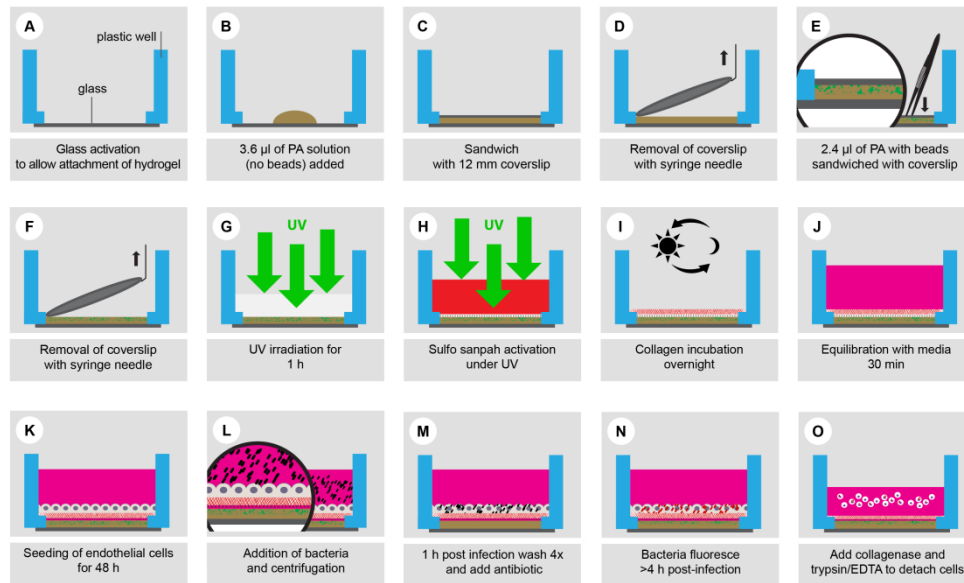 A
plastic well
glass
Glass activation
to allow attachment of hydrogel
B
3.6 µl of PA solution
(no beads) added
C
Sandwich
with 12 mm coverslip
D
Removal of coverslip
with syringe needle
E
2.4 µl of PA with beads
sandwiched with coverslip
F
Removal of coverslip
with syringe needle
G
UV
UV irradiation for
1 h
H
UV
Sulfo sanpah activation
under UV
I
Collagen incubation
overnight
J
Equilibration with media
30 min
K
Seeding of endothelial cells
for 48 h
L
Addition of bacteria
and centrifugation
M
1 h post infection wash 4x
and add antibiotic
N
Bacteria fluoresce
>4 h post-infection
O
Add collagenase and
trypsin/EDTA to detach cells